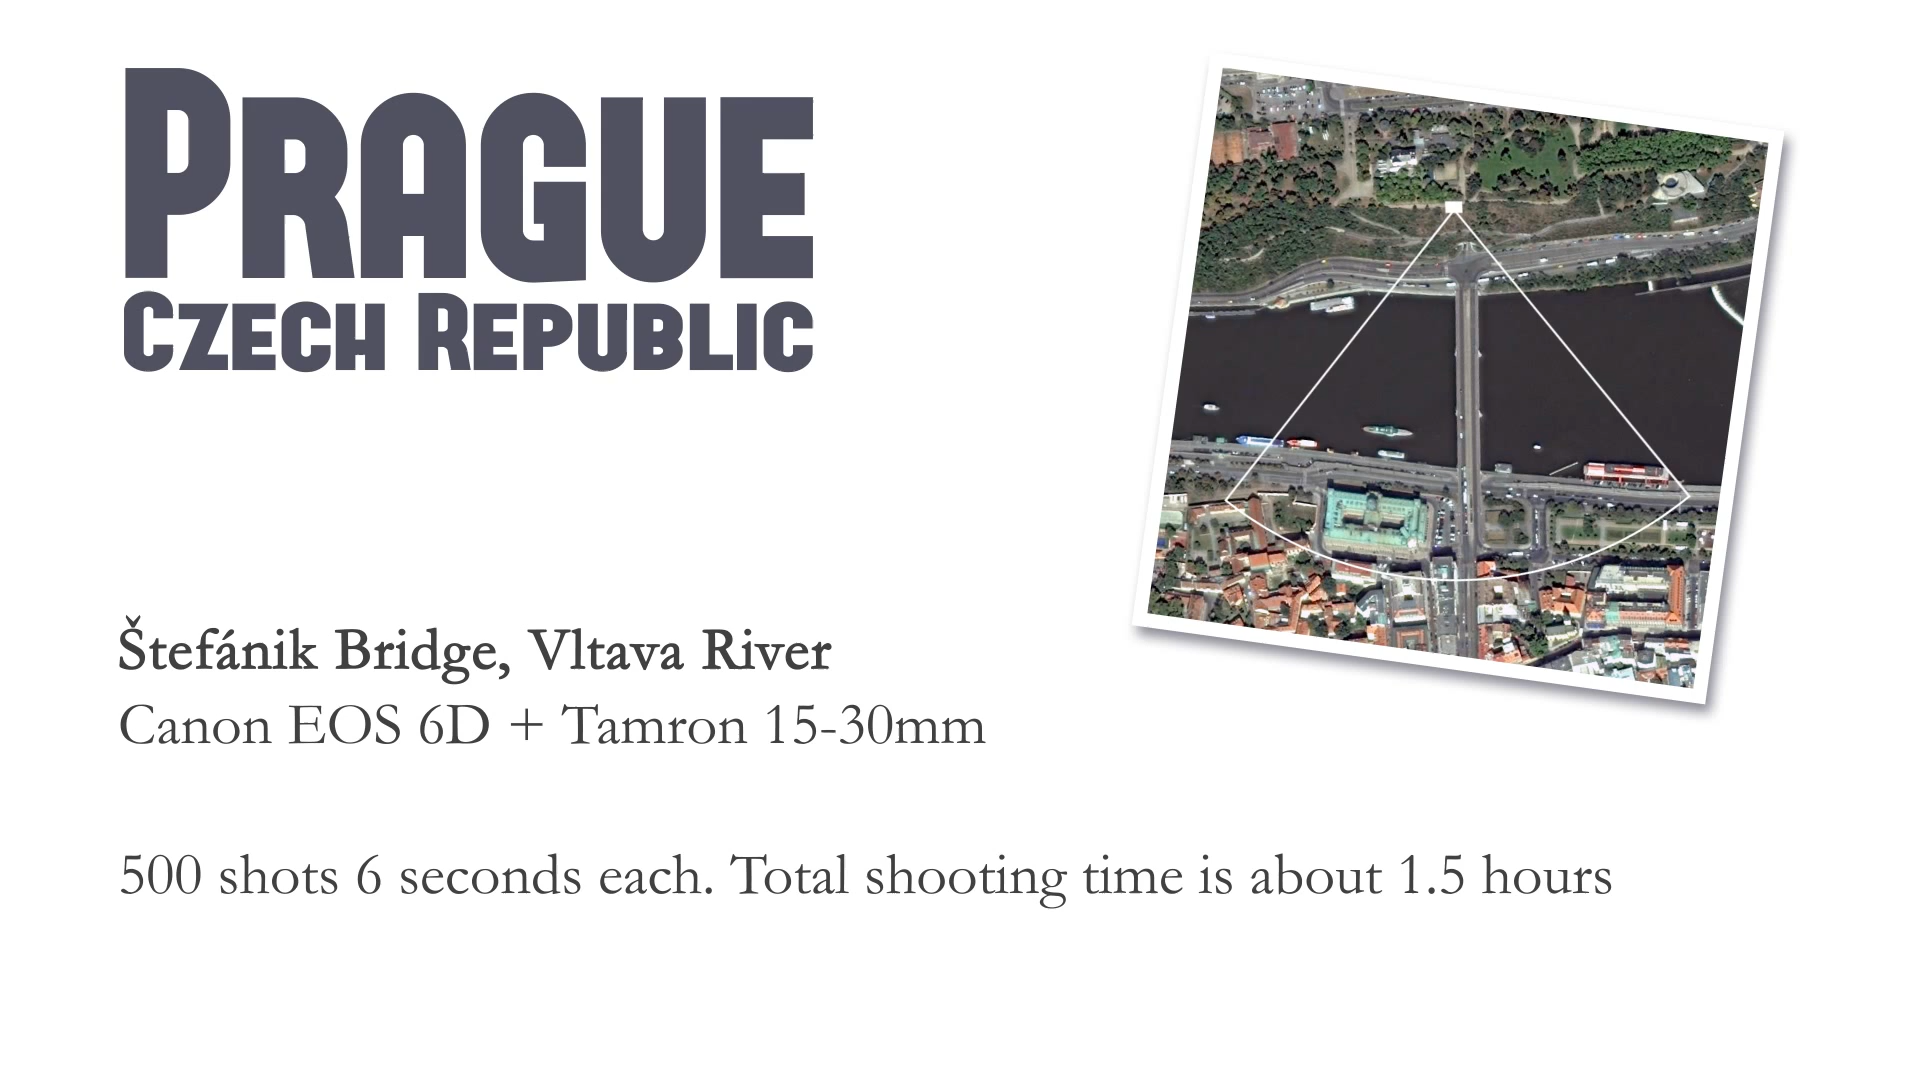 PRAGUE
CZECH REPUBLIC
Štefánik Bridge, Vltava River
Canon EOS 6D + Tamron 15-30mm
500 shots 6 seconds each. Total shooting time is about 1.5 hours